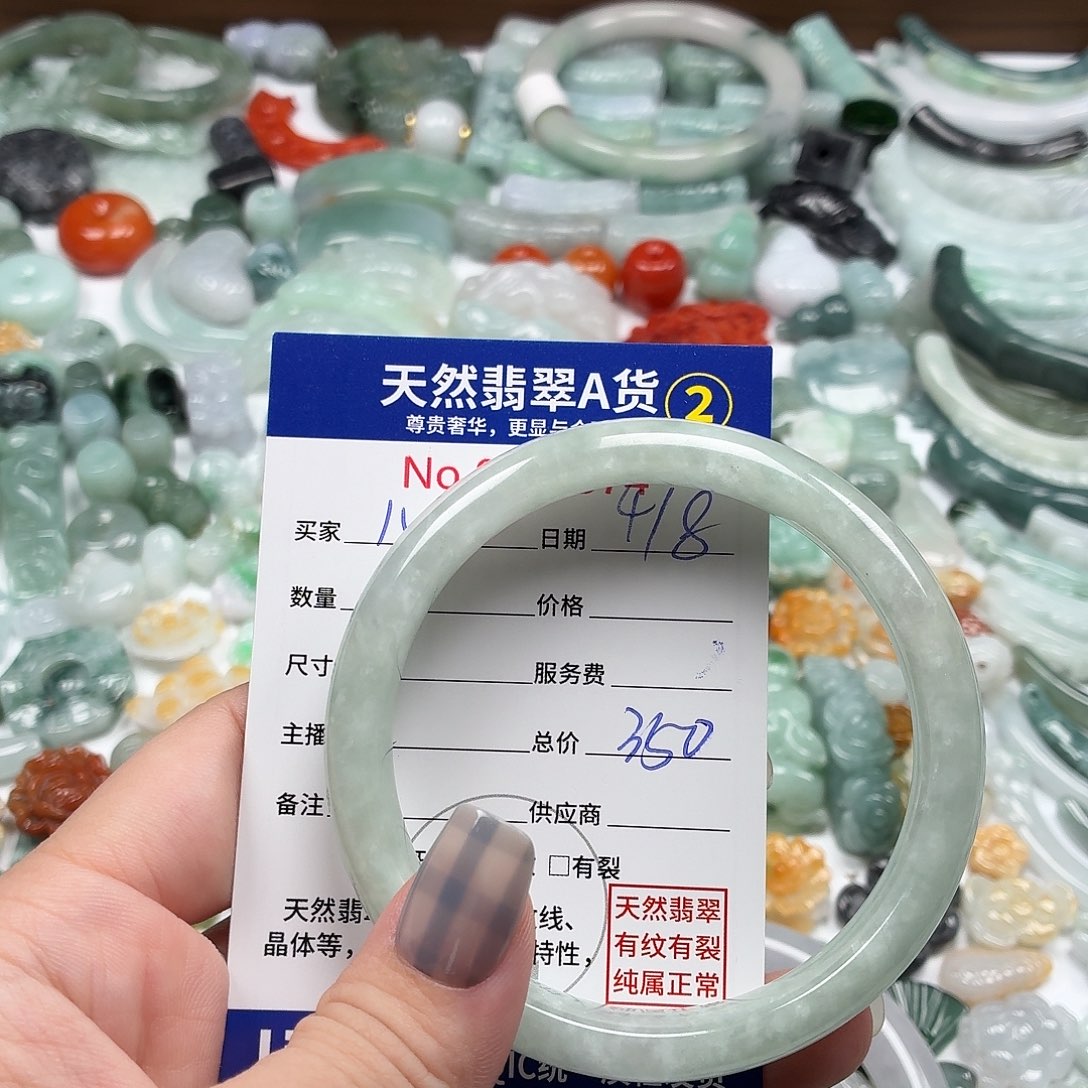 天然翡翠A货 2
尊贵奢华，更显与
No
买家 日期 4/8
数量 价格
尺寸 服务费
主播 总价 350
备注 供应商
□有裂
天然翡 线、
晶体等， 特性，
天然翡翠
有纹有裂
纯属正常